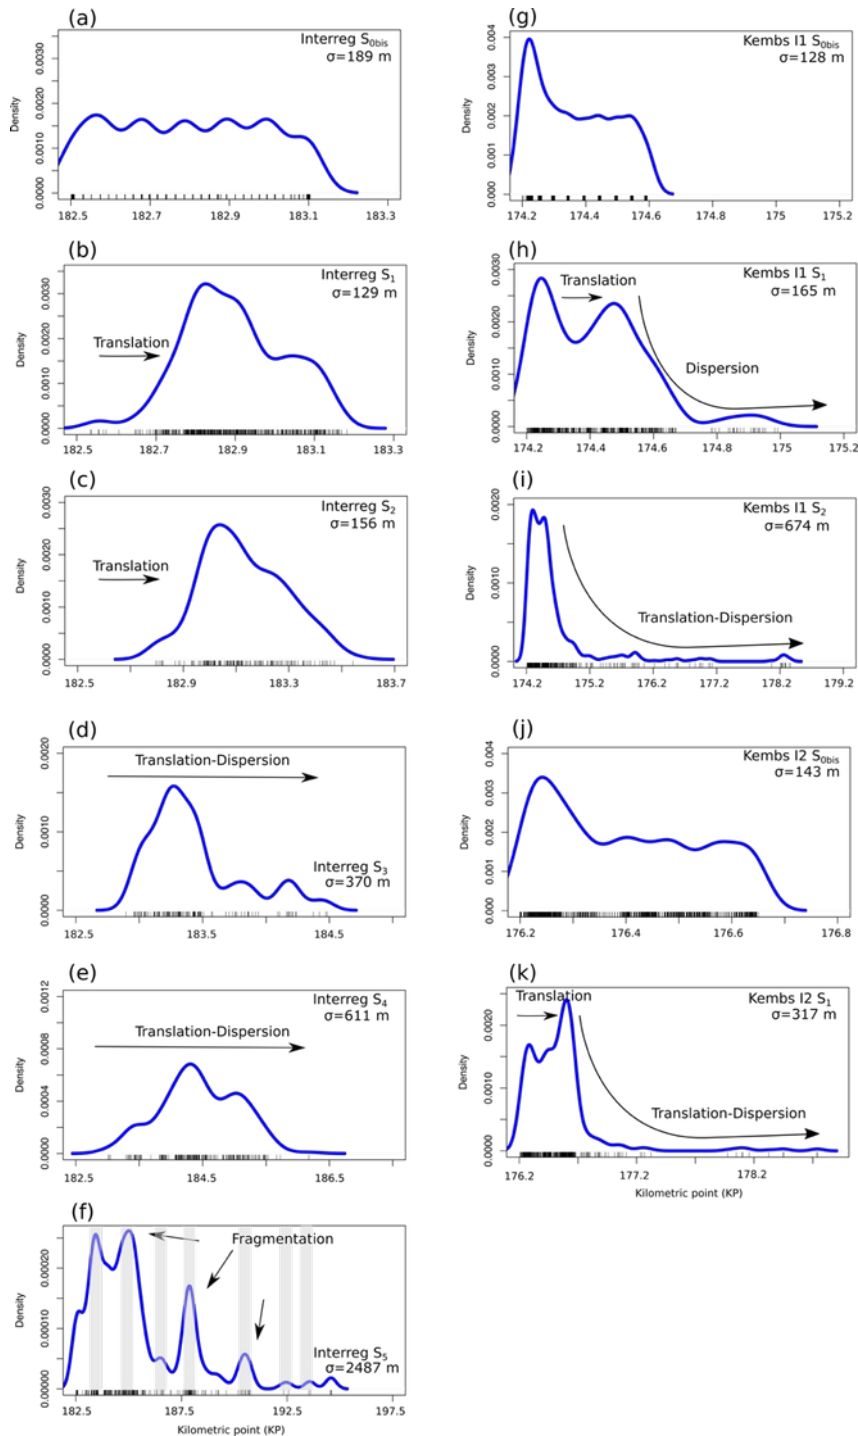 (a)
Interreg S0bis
σ=189 m
Density
0.0000 0.0010 0.0020 0.0030
182.5 182.7 182.9 183.1 183.3
(b)
Interreg S1
σ=129 m
Translation
Density
0.0000 0.0010 0.0020 0.0030
182.5 182.7 182.9 183.1 183.3
(c)
Interreg S2
σ=156 m
Translation
Density
0.0000 0.0010 0.0020
182.5 182.9 183.3 183.7
(d)
Translation-Dispersion
Interreg S3
σ=370 m
Density
0.0000 0.0010 0.0020
182.5 183.5 184.5
(e)
Interreg S4
σ=611 m
Translation-Dispersion
Density
0.0000 0.0004 0.0008 0.0012
182.5 184.5 186.5
(f)
Fragmentation
Interreg S5
σ=2487 m
Density
0.00000 0.00010 0.00020
182.5 187.5 192.5 197.5
Kilometric point (KP)
(g)
Kembs I1 S0bis
σ=128 m
Density
0.000 0.001 0.002 0.003 0.004
174.2 174.4 174.6 174.8 175 175.2
(h)
Kembs I1 S1
σ=165 m
Translation
Dispersion
Density
0.0000 0.0010 0.0020 0.0030
174.2 174.4 174.6 174.8 175 175.2
(i)
Kembs I1 S2
σ=674 m
Translation-Dispersion
Density
0.0000 0.0010 0.0020
174.2 175.2 176.2 177.2 178.2 179.2
(j)
Kembs I2 S0bis
σ=143 m
Density
0.000 0.001 0.002 0.003 0.004
176.2 176.4 176.6 176.8
(k)
Kembs I2 S1
σ=317 m
Translation
Translation-Dispersion
Density
0.0000 0.0010 0.0020
176.2 177.2 178.2
Kilometric point (KP)